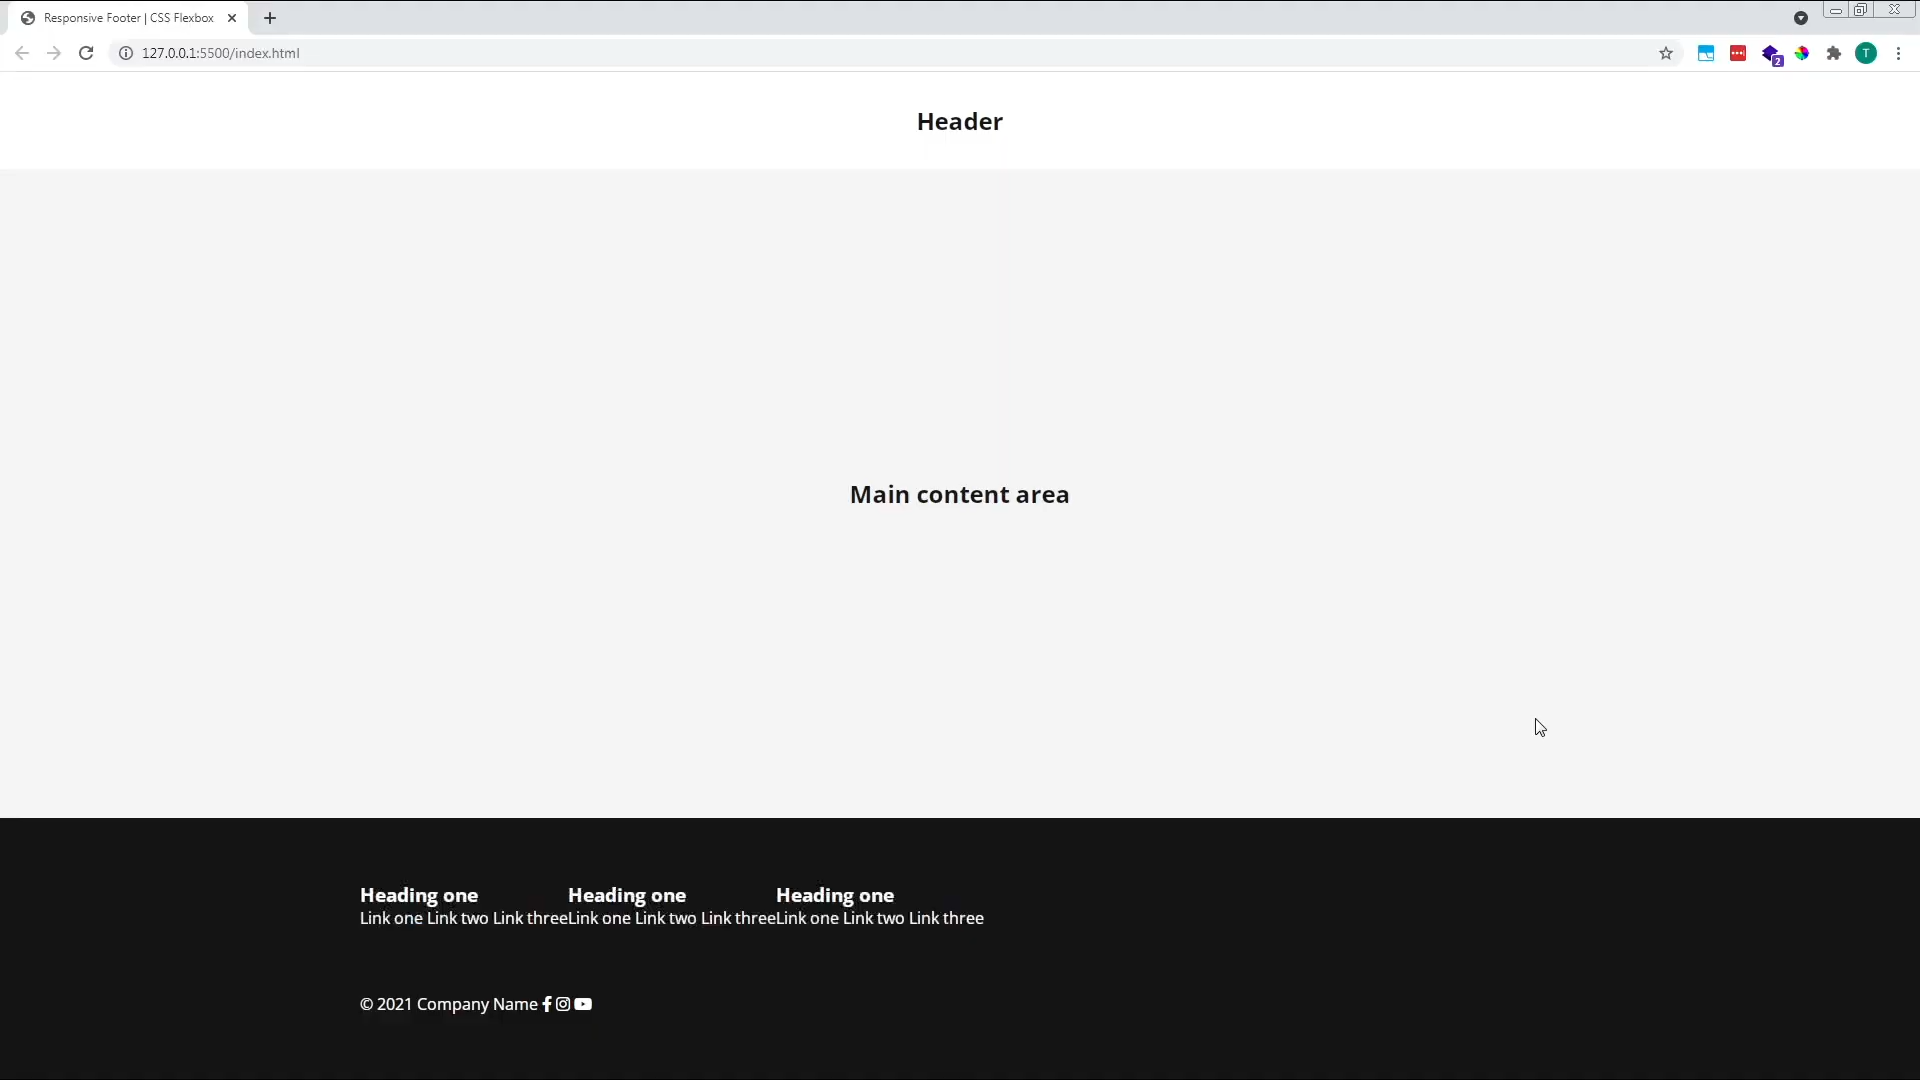 Responsive Footer | CSS Flexbox
127.0.0.1:5500/index.html
2
T
Header
Main content area
Heading one Heading one Heading one
Link one Link two Link threeLink one Link two Link threeLink one Link two Link three
© 2021 Company Name